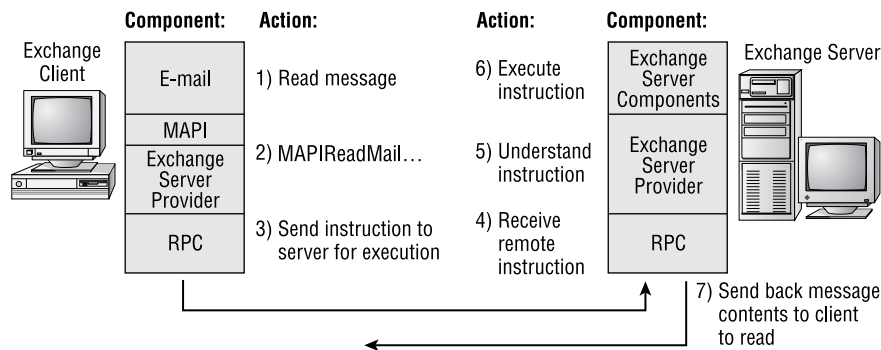 Component:
Action:
Action:
Component:
Exchange
Client
E-mail
MAPI
Exchange
Server
Provider
RPC
1) Read message
2) MAPIReadMail…
3) Send instruction to
server for execution
6) Execute
instruction
5) Understand
instruction
4) Receive
remote
instruction
Exchange
Server
Components
Exchange
Server
Provider
RPC
Exchange Server
7) Send back message
contents to client
to read